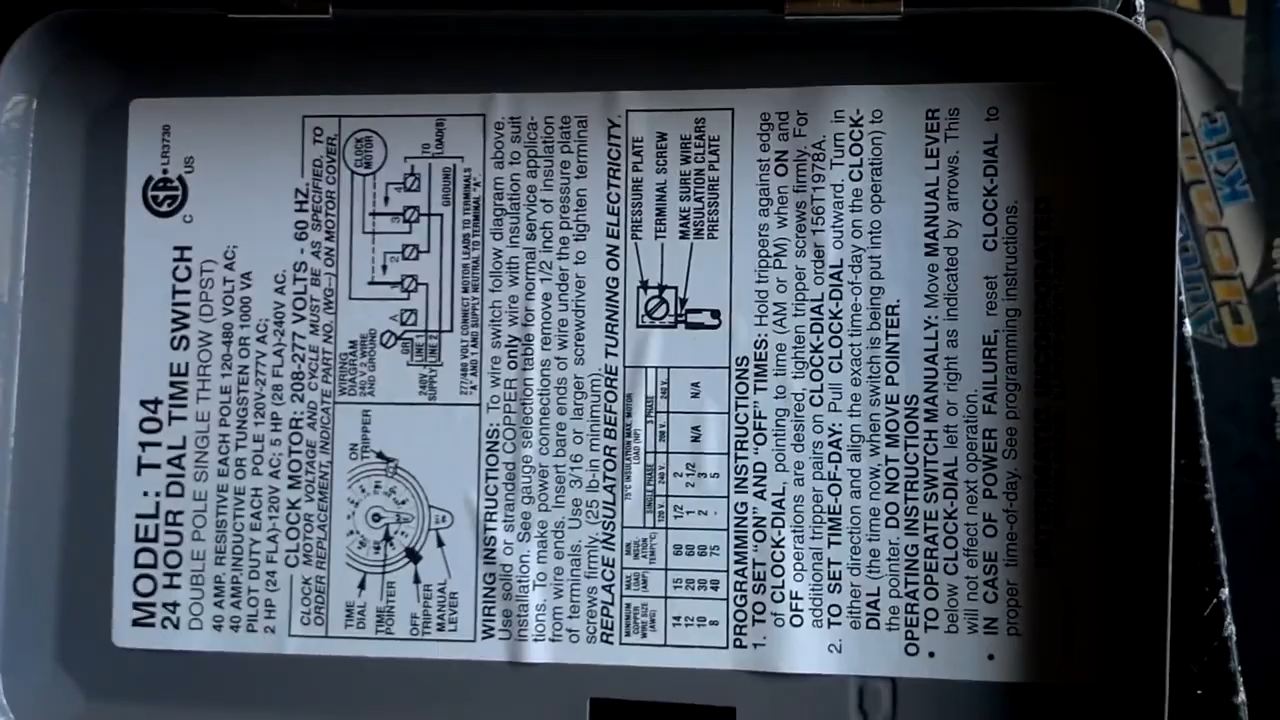 MODEL: T104
24 HOUR DIAL TIME SWITCH
DOUBLE POLE SINGLE THROW (DPST)
40 AMP. RESISTIVE EACH POLE 120-480 VOLT AC;
40 AMP.INDUCTIVE OR TUNGSTEN OR 1000 VA
PILOT DUTY EACH POLE 120V-277V AC;
2 HP (24 FLA)-120V AC; 5 HP (28 FLA)-240V AC.
C SA LR3730
US
CLOCK MOTOR: 208-277 VOLTS - 60 HZ.
CLOCK MOTOR VOLTAGE AND CYCLE MUST BE AS SPECIFIED. TO
ORDER REPLACEMENT, INDICATE PART NO. (WG--) ON MOTOR COVER.
TIME
DIAL
TIME
POINTER
OFF
TRIPPER
MANUAL
LEVER
ON
TRIPPER
WIRING
DIAGRAM
240 V 2 WIRE
AND GROUND
CLOCK
MOTOR
A 1 2 3 4
GR
240V LINE 1
SUPPLY LINE 2
GROUND
TO
LOAD(S)
277/480 VOLT CONNECT MOTOR LEADS TO TERMINALS
"A" AND 1 AND SUPPLY NEUTRAL TO TERMINAL "A".
WIRING INSTRUCTIONS: To wire switch follow diagram above.
Use solid or stranded COPPER only wire with insulation to suit
installation. See gauge selection table for normal service applica-
tions. To make power connections remove 1/2 inch of insulation
from wire ends. Insert bare ends of wire under the pressure plate
of terminals. Use 3/16 or larger screwdriver to tighten terminal
screws firmly. (25 lb-in minimum).
REPLACE INSULATOR BEFORE TURNING ON ELECTRICITY.
MINIMUM COPPER WIRE SIZE (AWG) MAX LOAD (AMP) MIN. INSUL-ATION TEMP(°C) 75°C INSULATION MAX. MOTOR LOAD (HP)
SINGLE PHASE 3 PHASE
120 V. 240 V. 208 V. 240 V.
14 15 60 1/2 2
12 20 60 1 2 1/2
10 30 60 2 3
8 40 75 - 5
N/A N/A
PRESSURE PLATE
TERMINAL SCREW
MAKE SURE WIRE
INSULATION CLEARS
PRESSURE PLATE
PROGRAMMING INSTRUCTIONS
1. TO SET "ON" AND "OFF" TIMES: Hold trippers against edge
of CLOCK-DIAL, pointing to time (AM or PM) when ON and
OFF operations are desired, tighten tripper screws firmly. For
additional tripper pairs on CLOCK-DIAL order 156T1978A.
2. TO SET TIME-OF-DAY: Pull CLOCK-DIAL outward. Turn in
either direction and align the exact time-of-day on the CLOCK-
DIAL (the time now, when switch is being put into operation) to
the pointer. DO NOT MOVE POINTER.
OPERATING INSTRUCTIONS
• TO OPERATE SWITCH MANUALLY: Move MANUAL LEVER
below CLOCK-DIAL left or right as indicated by arrows. This
will not effect next operation.
• IN CASE OF POWER FAILURE, reset CLOCK-DIAL to
proper time-of-day. See programming instructions.
Kit